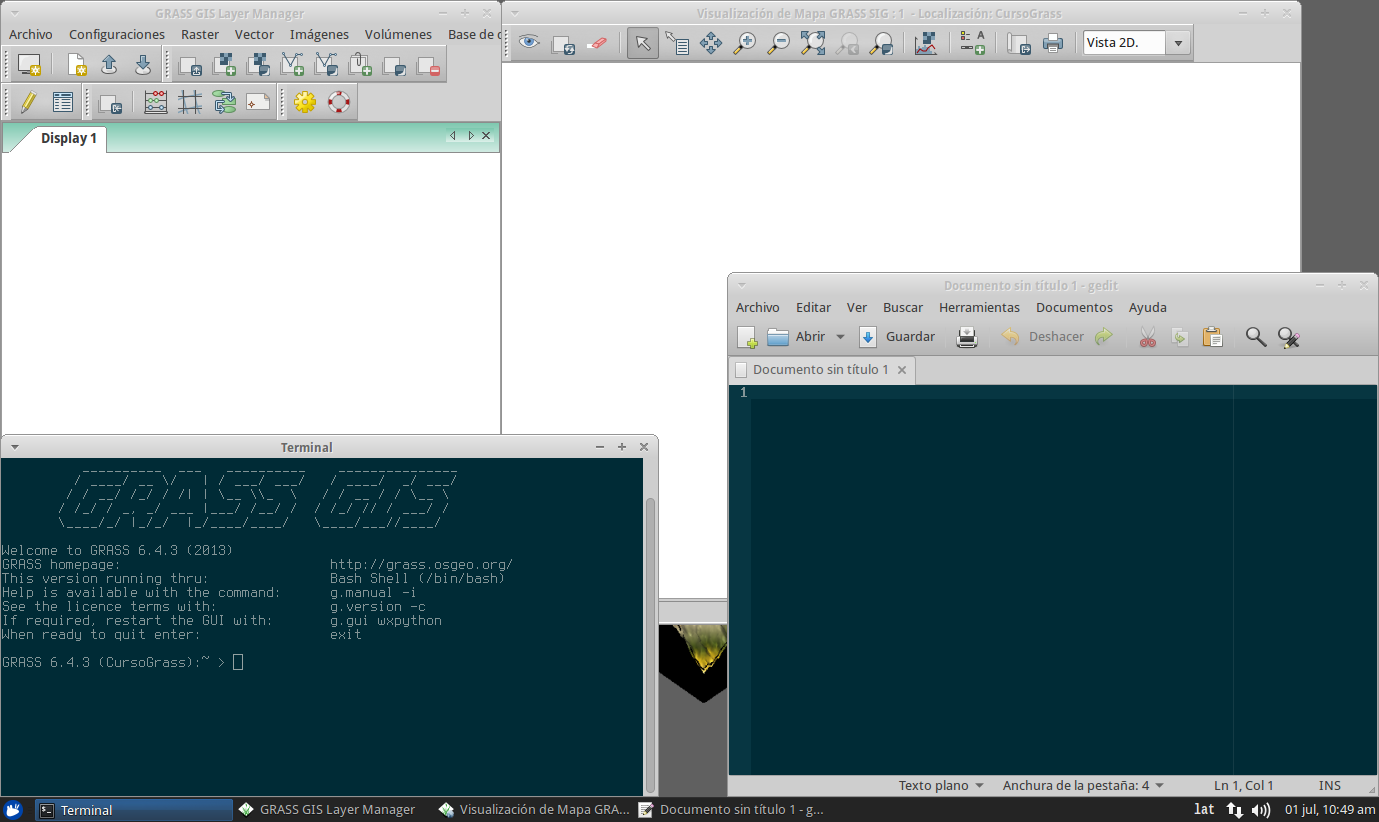 GRASS GIS Layer Manager
Archivo Configuraciones Raster Vector Imágenes Volúmenes Base de
Display 1
Visualización de Mapa GRASS SIG : 1 - Localización: CursoGrass
Vista 2D.
Documento sin título 1 - gedit
Archivo Editar Ver Buscar Herramientas Documentos Ayuda
Abrir Guardar Deshacer
Documento sin título 1
1
Texto plano Anchura de la pestaña: 4 Ln 1, Col 1 INS
Terminal
GRASS GIS
Welcome to GRASS 6.4.3 (2013)
GRASS homepage: http://grass.osgeo.org/
This version running thru: Bash Shell (/bin/bash)
Help is available with the command: g.manual -i
See the licence terms with: g.version -c
If required, restart the GUI with: g.gui wxpython
When ready to quit enter: exit
GRASS 6.4.3 (CursoGrass):~ >
Terminal GRASS GIS Layer Manager Visualización de Mapa GRA... Documento sin título 1 - g... lat 01 jul, 10:49 am